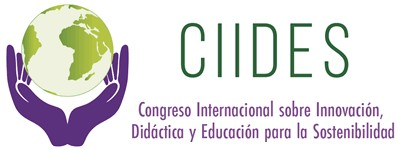 CIIDES
Congreso Internacional sobre Innovación,
Didáctica y Educación para la Sostenibilidad